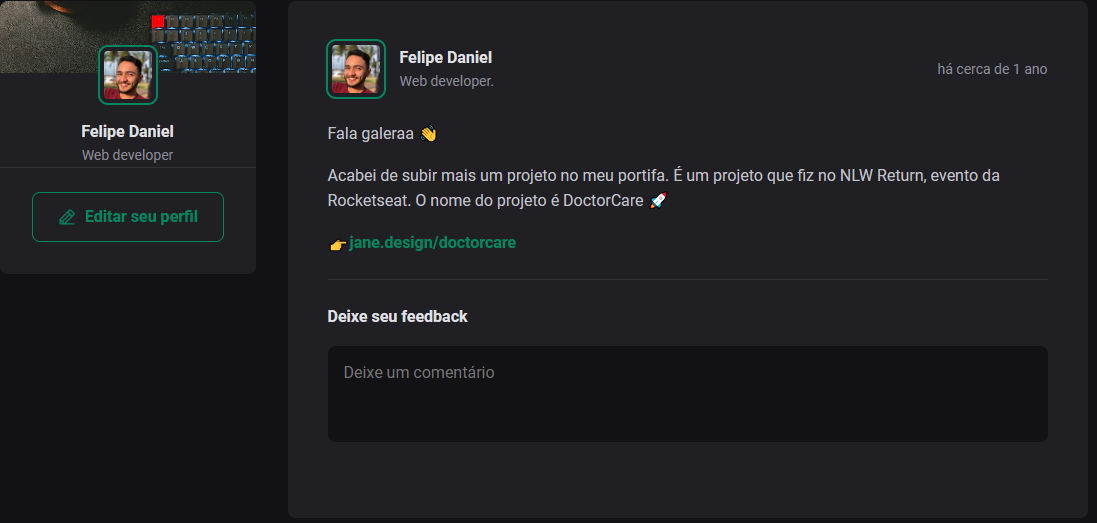 Felipe Daniel
Web developer
Editar seu perfil
Felipe Daniel
Web developer.
há cerca de 1 ano
Fala galeraa 👋
Acabei de subir mais um projeto no meu portifa. É um projeto que fiz no NLW Return, evento da
Rocketseat. O nome do projeto é DoctorCare 🚀
👉 jane.design/doctorcare
Deixe seu feedback
Deixe um comentário